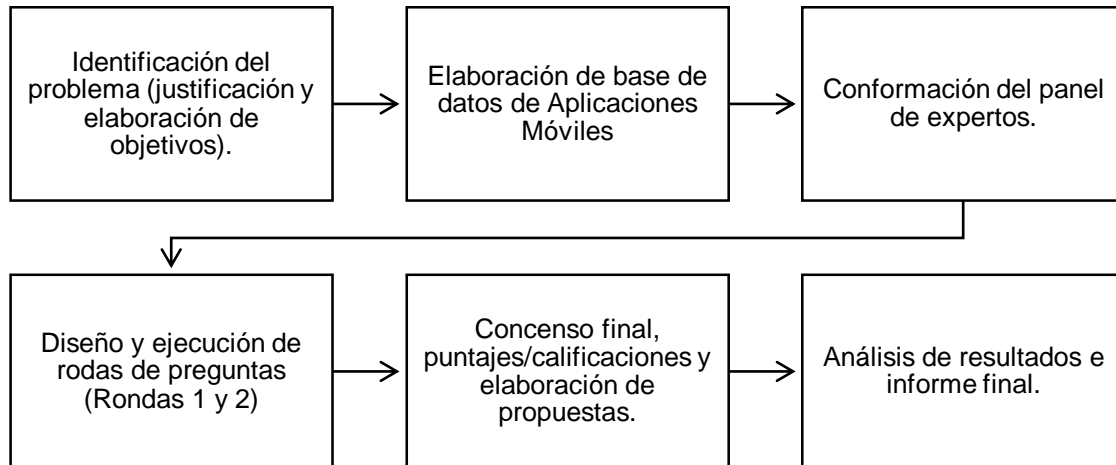 Identificación del
problema (justificación y
elaboración de
objetivos).
Elaboración de base de
datos de Aplicaciones
Móviles
Conformación del panel
de expertos.
Diseño y ejecución de
rodas de preguntas
(Rondas 1 y 2)
Concenso final,
puntajes/calificaciones y
elaboración de
propuestas.
Análisis de resultados e
informe final.